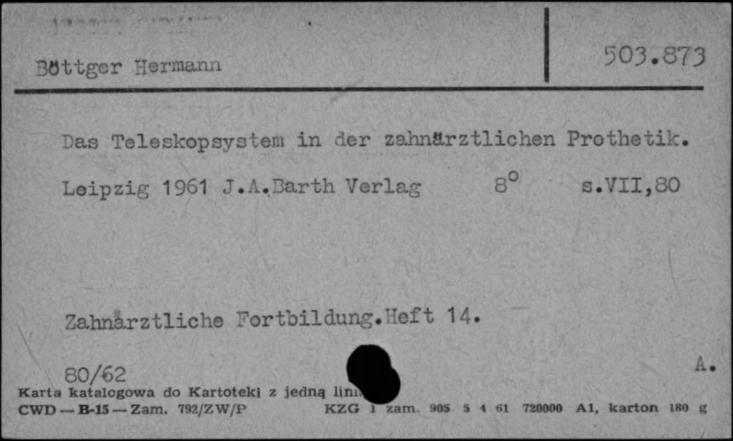 Böttger Hermann 503.873
Das Teleskopsystem in der zahnärztlichen Prothetik.
Leipzig 1961 J.A.Barth Verlag 8° s.VII,80
Zahnärztliche Fortbildung.Heft 14.
80/62 A.
Karta katalogowa do Kartoteki z jedną
CWD — B-15 — Zam. 792/ZW/P KZG 1 zam. 905 5 4 61 720000 A1, karton 180 g